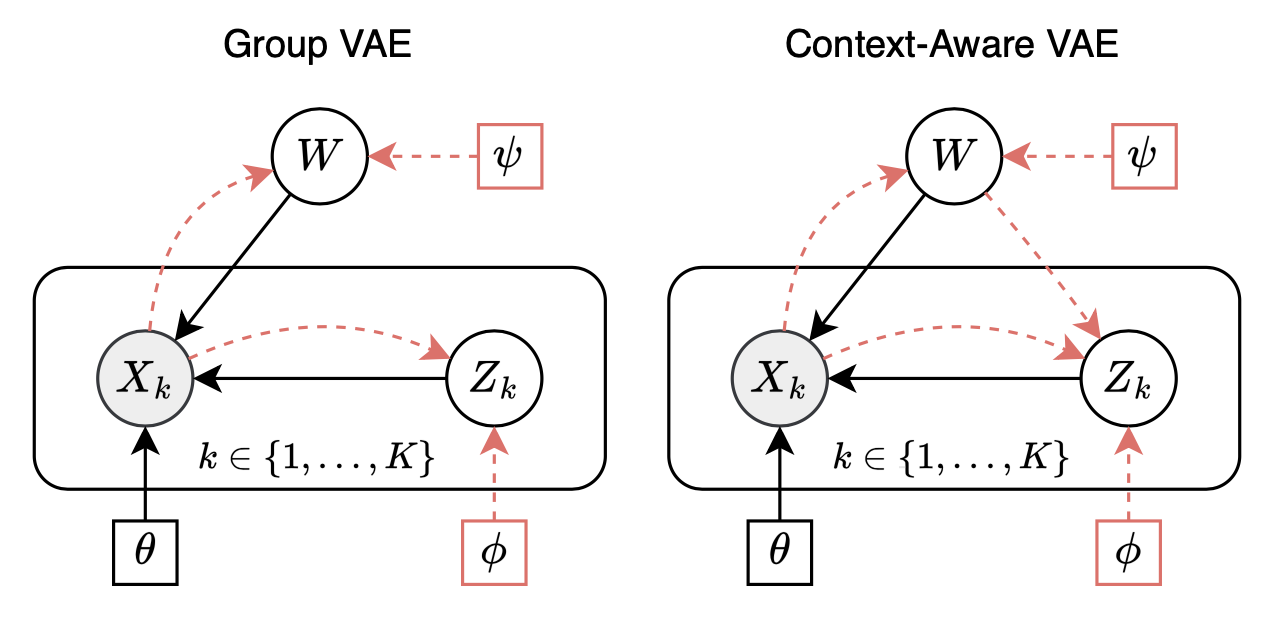 Group VAE
W
ψ
X_k
Z_k
k ∈ {1, . . . , K}
θ
ϕ
Context-Aware VAE
W
ψ
X_k
Z_k
k ∈ {1, . . . , K}
θ
ϕ